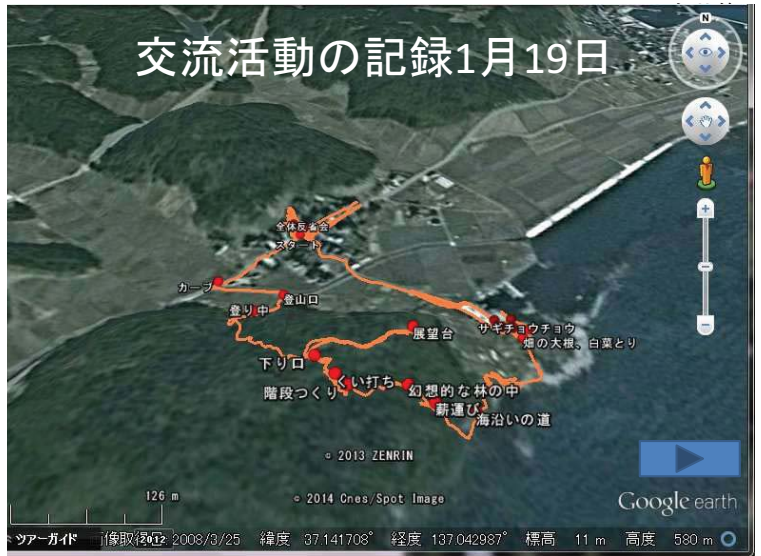 交流活動の記録1月19日
N
全体反省会
スタート
カーブ
登山口
登り中
展望台
サギチョウチョウ
畑の大根、白菜とり
下り口
くい打ち
階段つくり
幻想的な林の中
薪運び
海沿いの道
© 2013 ZENRIN
© 2014 Cnes/Spot Image
126 m
Google earth
ツアーガイド
2012
2008/3/25 緯度 37.141708° 経度 137.042987° 標高 11 m 高度 580 m